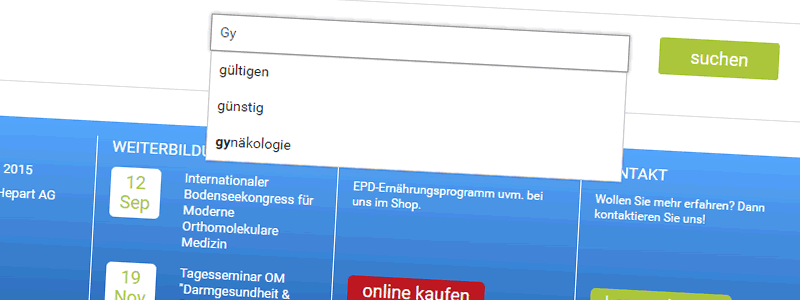 Gy
suchen
gültigen
günstig
gynäkologie
2015
Hepart AG
WEITERBILDU
12
Sep
Internationaler
Bodenseekongress für
Moderne
Orthomolekulare
Medizin
19
Nov
Tagesseminar OM
"Darmgesundheit &
EPD-Ernährungsprogramm uvm. bei
uns im Shop.
online kaufen
ONTAKT
Wollen Sie mehr erfahren? Dann
kontaktieren Sie uns!